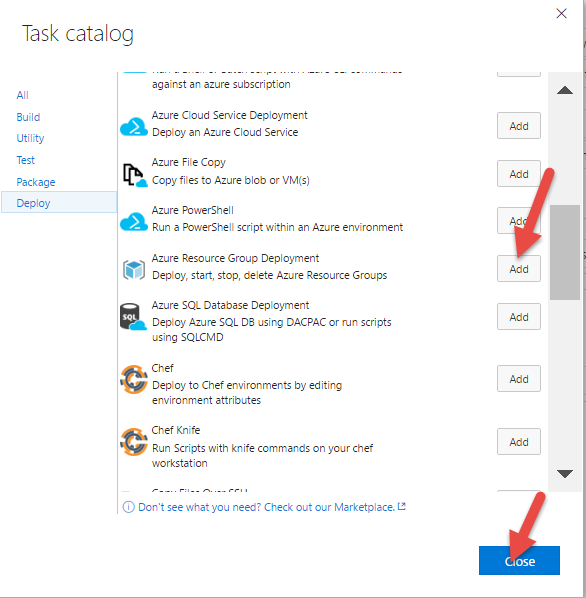 Task catalog
All
Build
Utility
Test
Package
Deploy
against an azure subscription
Azure Cloud Service Deployment
Deploy an Azure Cloud Service
Add
Azure File Copy
Copy files to Azure blob or VM(s)
Add
Azure PowerShell
Run a PowerShell script within an Azure environment
Add
Azure Resource Group Deployment
Deploy, start, stop, delete Azure Resource Groups
Add
Azure SQL Database Deployment
Deploy Azure SQL DB using DACPAC or run scripts
using SQLCMD
Add
Chef
Deploy to Chef environments by editing
environment attributes
Add
Chef Knife
Run Scripts with knife commands on your chef
workstation
Add
Don't see what you need? Check out our Marketplace.
Close